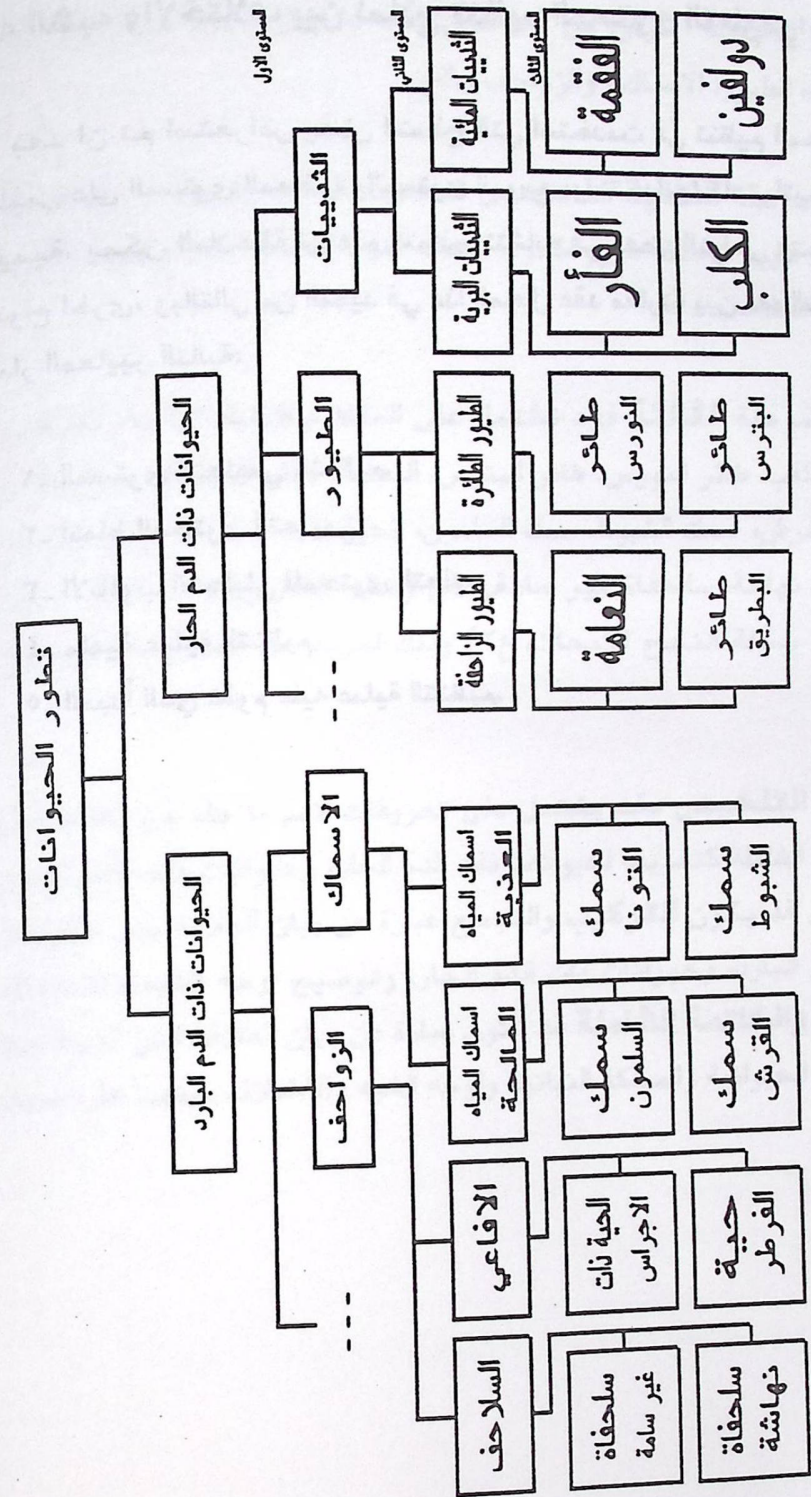 تطور الحيوانات
الحيوانات ذات الدم الحار
الحيوانات ذات الدم البارد
المستوى الاول
الثدييات
الطيور
- - -
الاسماك
الزواحف
- - -
المستوى الثاني
الثدييات المائية
الثدييات البرية
الطيور الطائرة
الطيور الزاحفة
اسماك المياه
العذبة
اسماك المياه
المالحة
الافاعي
السلاحف
المستوى الثالث
الفقمة
الفأر
طائر
الودرس
النعامة
سمك
التونا
سمك
السلمون
الحية ذات
الاجراس
سلحفاة
غير سامة
دولفين
الكلب
طائر
البترس
طائر
البطريق
سمك
الشبوط
سمك
القرش
حية
القرطر
سلحفاة
نهاشة